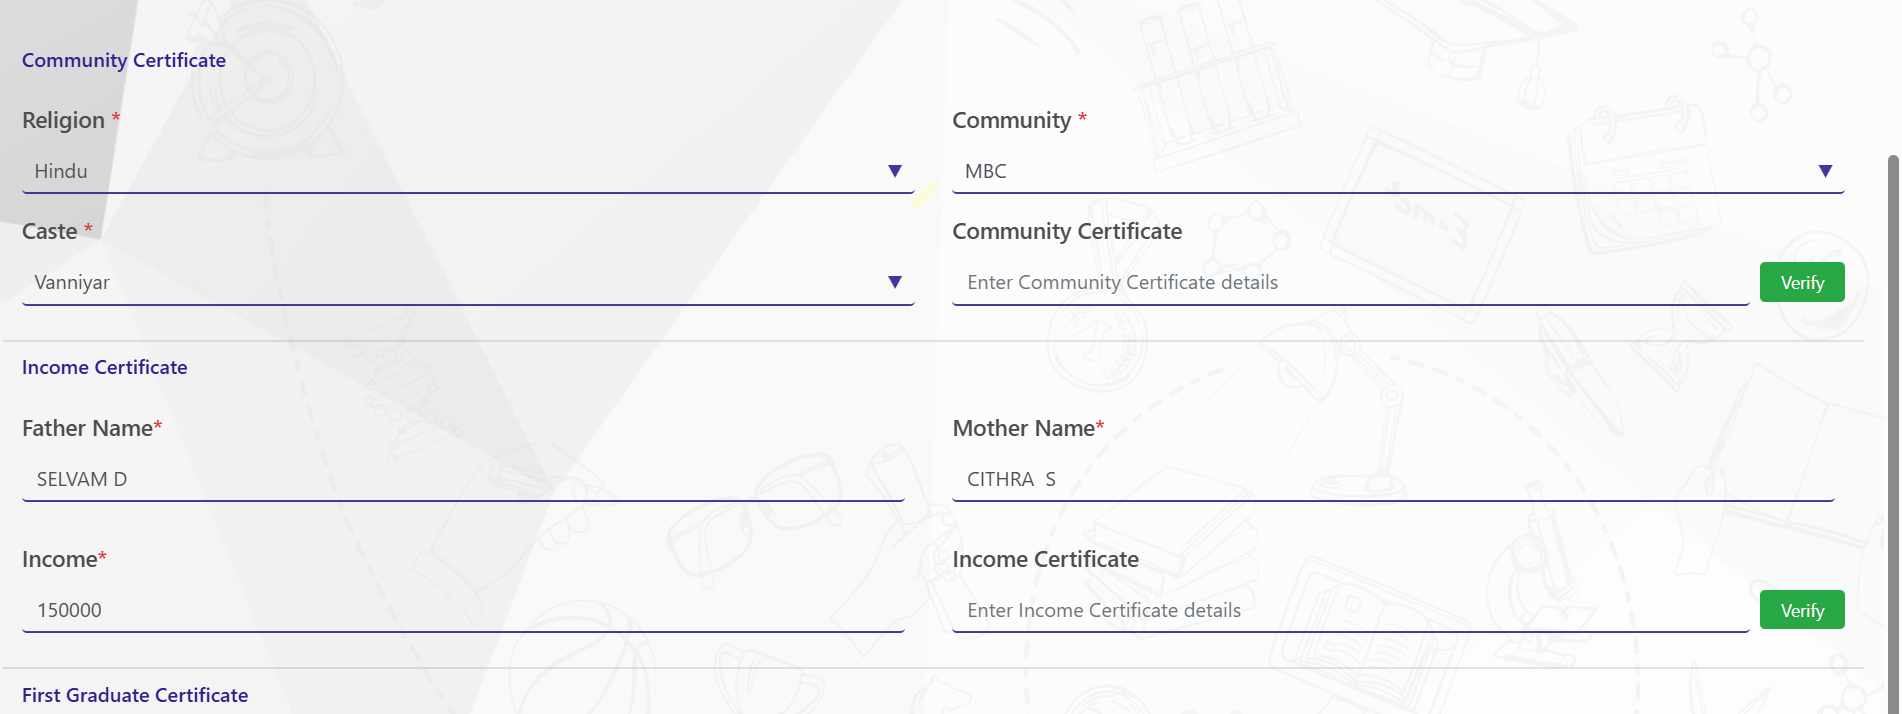 Community Certificate
Religion * Community *
Hindu ▼ MBC ▼
Caste * Community Certificate
Vanniyar ▼ Enter Community Certificate details Verify
Income Certificate
Father Name* Mother Name*
SELVAM D CITHRA  S
Income* Income Certificate
150000 Enter Income Certificate details Verify
First Graduate Certificate